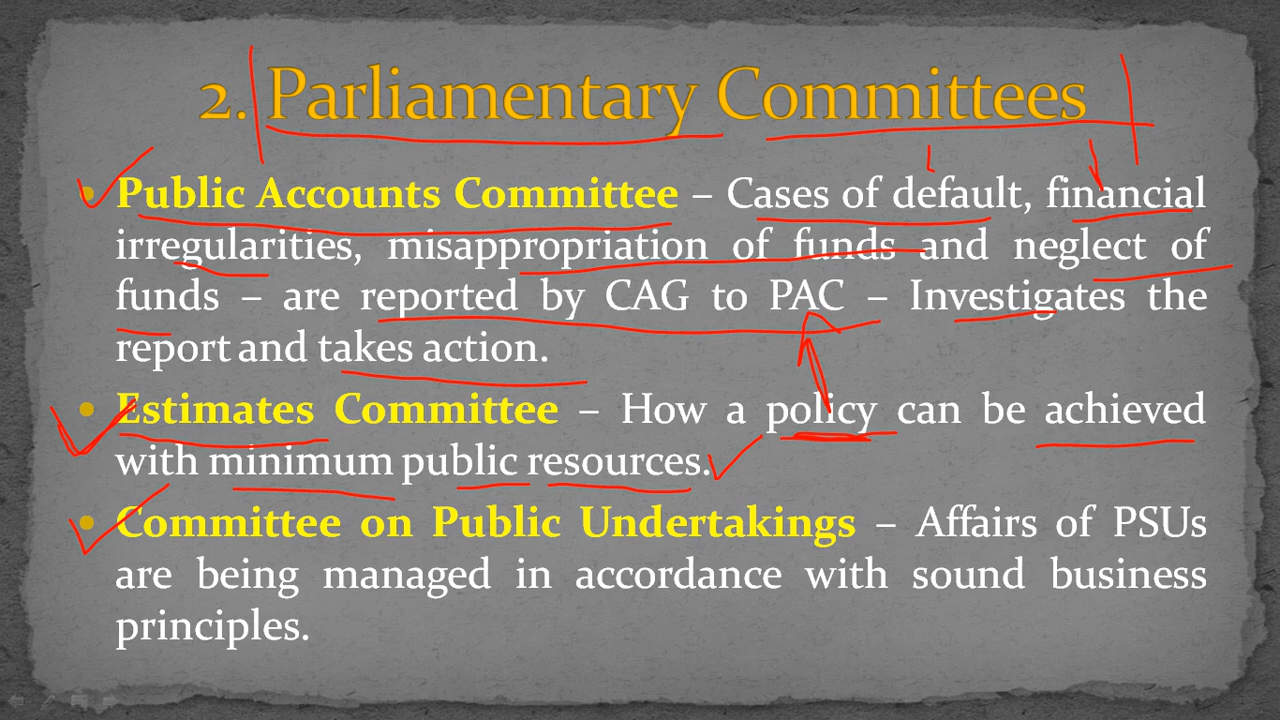 2. Parliamentary Committees
• Public Accounts Committee – Cases of default, financial
irregularities, misappropriation of funds and neglect of
funds – are reported by CAG to PAC – Investigates the
report and takes action.
• Estimates Committee – How a policy can be achieved
with minimum public resources.
• Committee on Public Undertakings – Affairs of PSUs
are being managed in accordance with sound business
principles.